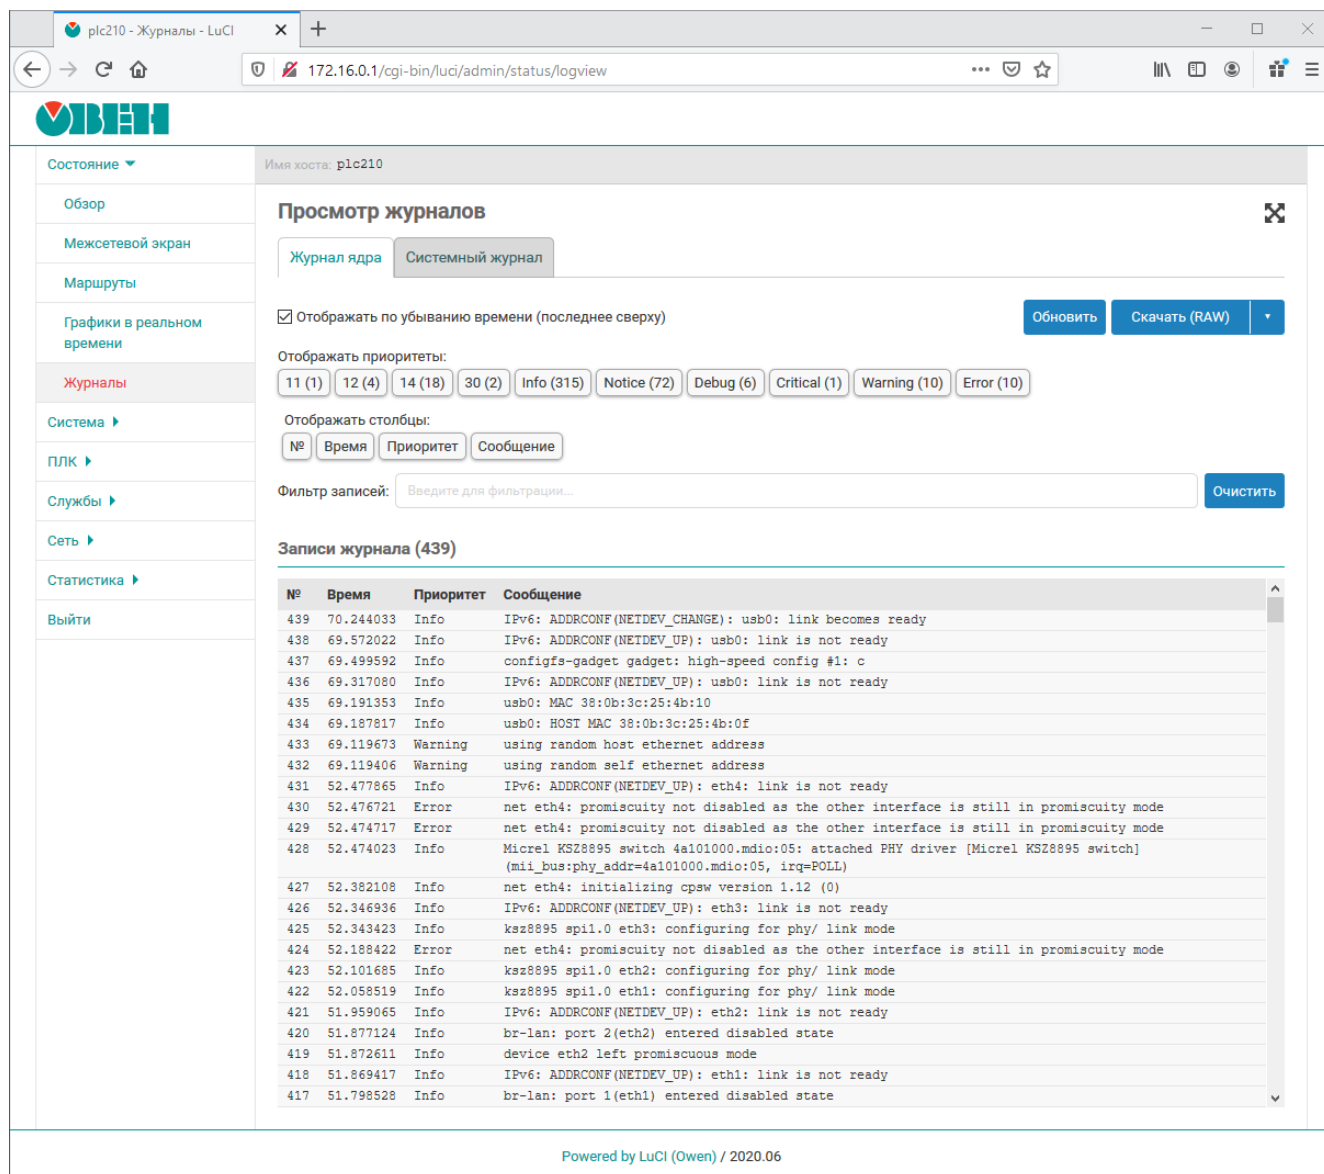 plc210 - Журналы - LuCI
172.16.0.1/cgi-bin/luci/admin/status/logview
ОВЕН
Состояние
Имя хоста: plc210
Обзор
Межсетевой экран
Маршруты
Графики в реальном
времени
Журналы
Система
ПЛК
Службы
Сеть
Статистика
Выйти
Просмотр журналов
Журнал ядра Системный журнал
Отображать по убыванию времени (последнее сверху)
Обновить Скачать (RAW)
Отображать приоритеты:
11 (1) 12 (4) 14 (18) 30 (2) Info (315) Notice (72) Debug (6) Critical (1) Warning (10) Error (10)
Отображать столбцы:
№ Время Приоритет Сообщение
Фильтр записей: Введите для фильтрации... Очистить
Записи журнала (439)
№ Время Приоритет Сообщение
439 70.244033 Info IPv6: ADDRCONF(NETDEV_CHANGE): usb0: link becomes ready
438 69.572022 Info IPv6: ADDRCONF(NETDEV_UP): usb0: link is not ready
437 69.499592 Info configfs-gadget gadget: high-speed config #1: c
436 69.317080 Info IPv6: ADDRCONF(NETDEV_UP): usb0: link is not ready
435 69.191353 Info usb0: MAC 38:0b:3c:25:4b:10
434 69.187817 Info usb0: HOST MAC 38:0b:3c:25:4b:0f
433 69.119673 Warning using random host ethernet address
432 69.119406 Warning using random self ethernet address
431 52.477865 Info IPv6: ADDRCONF(NETDEV_UP): eth4: link is not ready
430 52.476721 Error net eth4: promiscuity not disabled as the other interface is still in promiscuity mode
429 52.474717 Error net eth4: promiscuity not disabled as the other interface is still in promiscuity mode
428 52.474023 Info Micrel KSZ8895 switch 4a101000.mdio:05: attached PHY driver [Micrel KSZ8895 switch]
(mii_bus:phy_addr=4a101000.mdio:05, irq=POLL)
427 52.382108 Info net eth4: initializing cpsw version 1.12 (0)
426 52.346936 Info IPv6: ADDRCONF(NETDEV_UP): eth3: link is not ready
425 52.343423 Info ksz8895 spi1.0 eth3: configuring for phy/ link mode
424 52.188422 Error net eth4: promiscuity not disabled as the other interface is still in promiscuity mode
423 52.101685 Info ksz8895 spi1.0 eth2: configuring for phy/ link mode
422 52.058519 Info ksz8895 spi1.0 eth1: configuring for phy/ link mode
421 51.959065 Info IPv6: ADDRCONF(NETDEV_UP): eth2: link is not ready
420 51.877124 Info br-lan: port 2(eth2) entered disabled state
419 51.872611 Info device eth2 left promiscuous mode
418 51.869417 Info IPv6: ADDRCONF(NETDEV_UP): eth1: link is not ready
417 51.798528 Info br-lan: port 1(eth1) entered disabled state
Powered by LuCI (Owen) / 2020.06